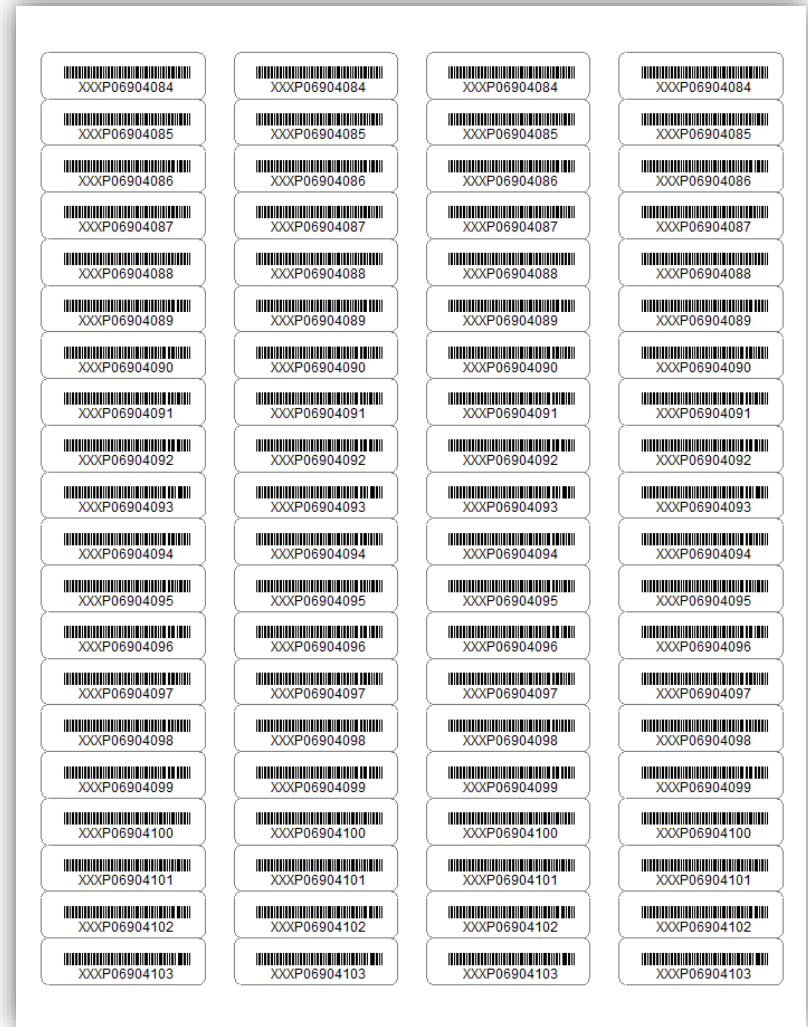 XXXP06904084 XXXP06904084 XXXP06904084 XXXP06904084
XXXP06904085 XXXP06904085 XXXP06904085 XXXP06904085
XXXP06904086 XXXP06904086 XXXP06904086 XXXP06904086
XXXP06904087 XXXP06904087 XXXP06904087 XXXP06904087
XXXP06904088 XXXP06904088 XXXP06904088 XXXP06904088
XXXP06904089 XXXP06904089 XXXP06904089 XXXP06904089
XXXP06904090 XXXP06904090 XXXP06904090 XXXP06904090
XXXP06904091 XXXP06904091 XXXP06904091 XXXP06904091
XXXP06904092 XXXP06904092 XXXP06904092 XXXP06904092
XXXP06904093 XXXP06904093 XXXP06904093 XXXP06904093
XXXP06904094 XXXP06904094 XXXP06904094 XXXP06904094
XXXP06904095 XXXP06904095 XXXP06904095 XXXP06904095
XXXP06904096 XXXP06904096 XXXP06904096 XXXP06904096
XXXP06904097 XXXP06904097 XXXP06904097 XXXP06904097
XXXP06904098 XXXP06904098 XXXP06904098 XXXP06904098
XXXP06904099 XXXP06904099 XXXP06904099 XXXP06904099
XXXP06904100 XXXP06904100 XXXP06904100 XXXP06904100
XXXP06904101 XXXP06904101 XXXP06904101 XXXP06904101
XXXP06904102 XXXP06904102 XXXP06904102 XXXP06904102
XXXP06904103 XXXP06904103 XXXP06904103 XXXP06904103